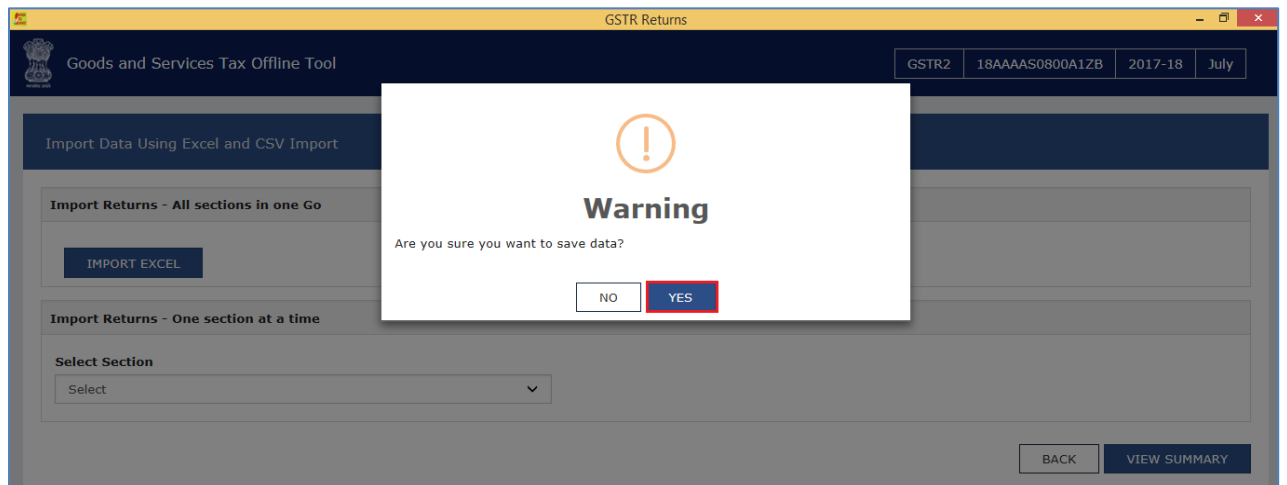 GSTR Returns
Goods and Services Tax Offline Tool
GSTR2 18AAAAS0800A1ZB 2017-18 July
Import Data Using Excel and CSV Import
Import Returns - All sections in one Go
IMPORT EXCEL
Warning
Are you sure you want to save data?
NO YES
Import Returns - One section at a time
Select Section
Select
BACK VIEW SUMMARY